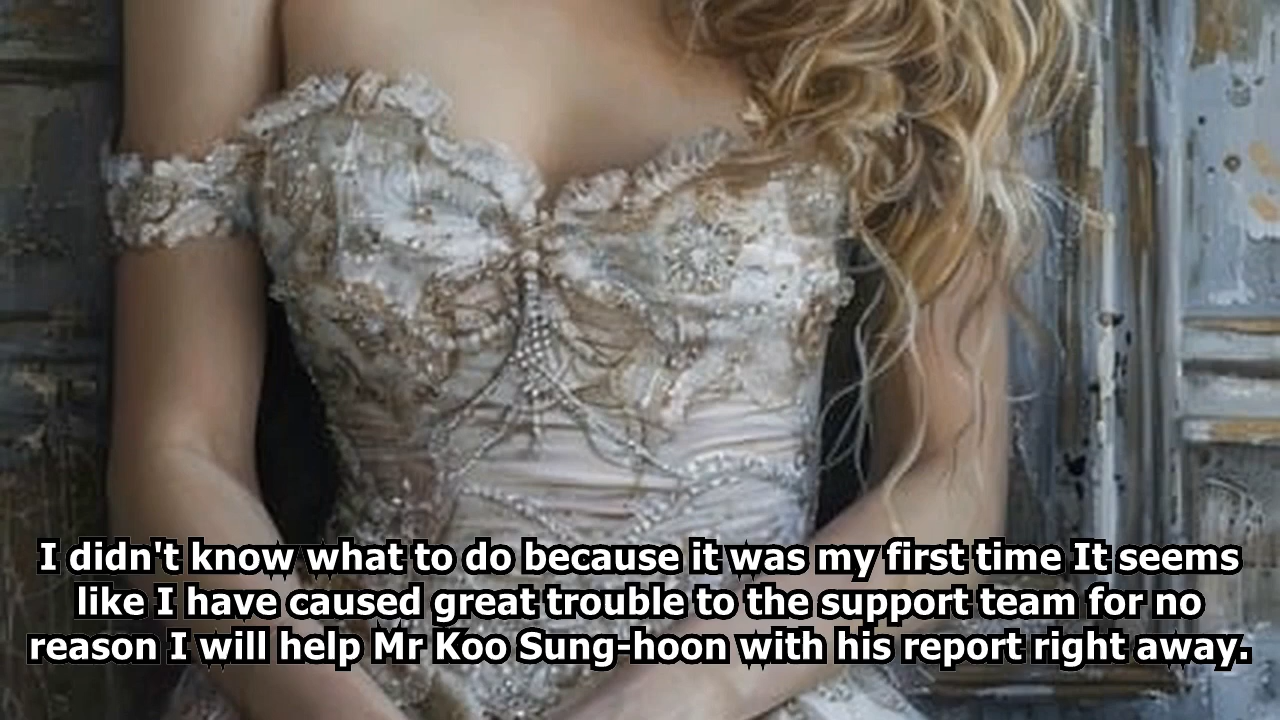 I didn't know what to do because it was my first time It seems
like I have caused great trouble to the support team for no
reason I will help Mr Koo Sung-hoon with his report right away.